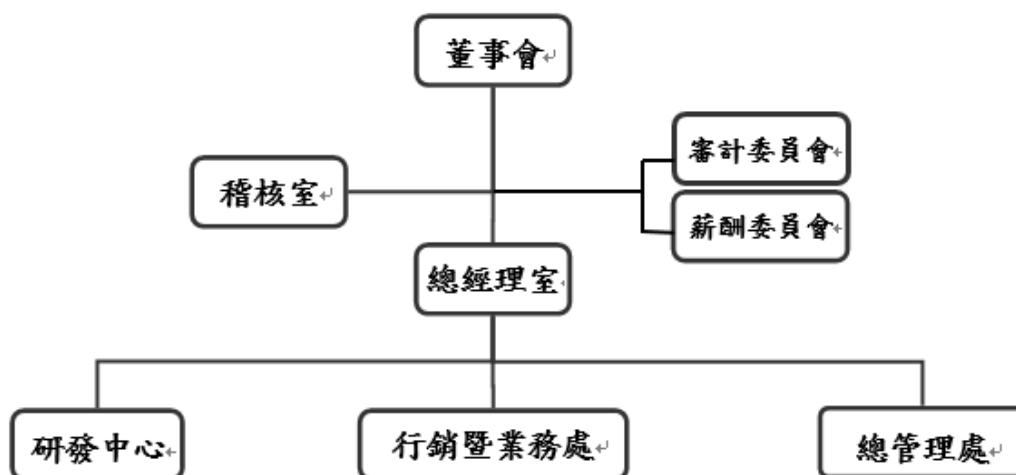 董事會
審計委員會
稽核室
薪酬委員會
總經理室
研發中心
行銷暨業務處
總管理處